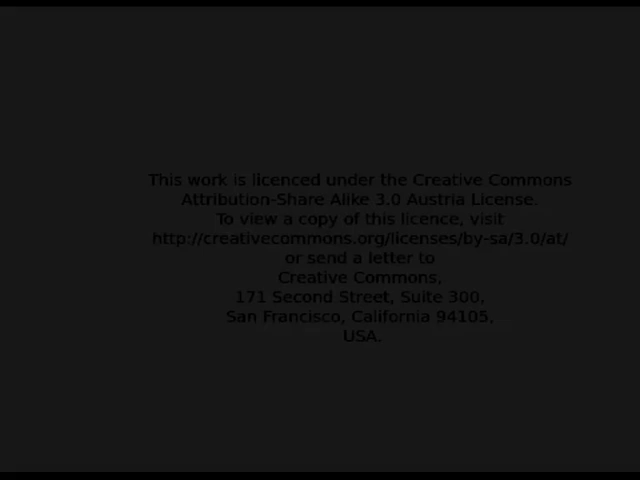 This work is licenced under the Creative Commons
Attribution-Share Alike 3.0 Austria License.
To view a copy of this licence, visit
http://creativecommons.org/licenses/by-sa/3.0/at/
or send a letter to
Creative Commons,
171 Second Street, Suite 300,
San Francisco, California 94105,
USA.